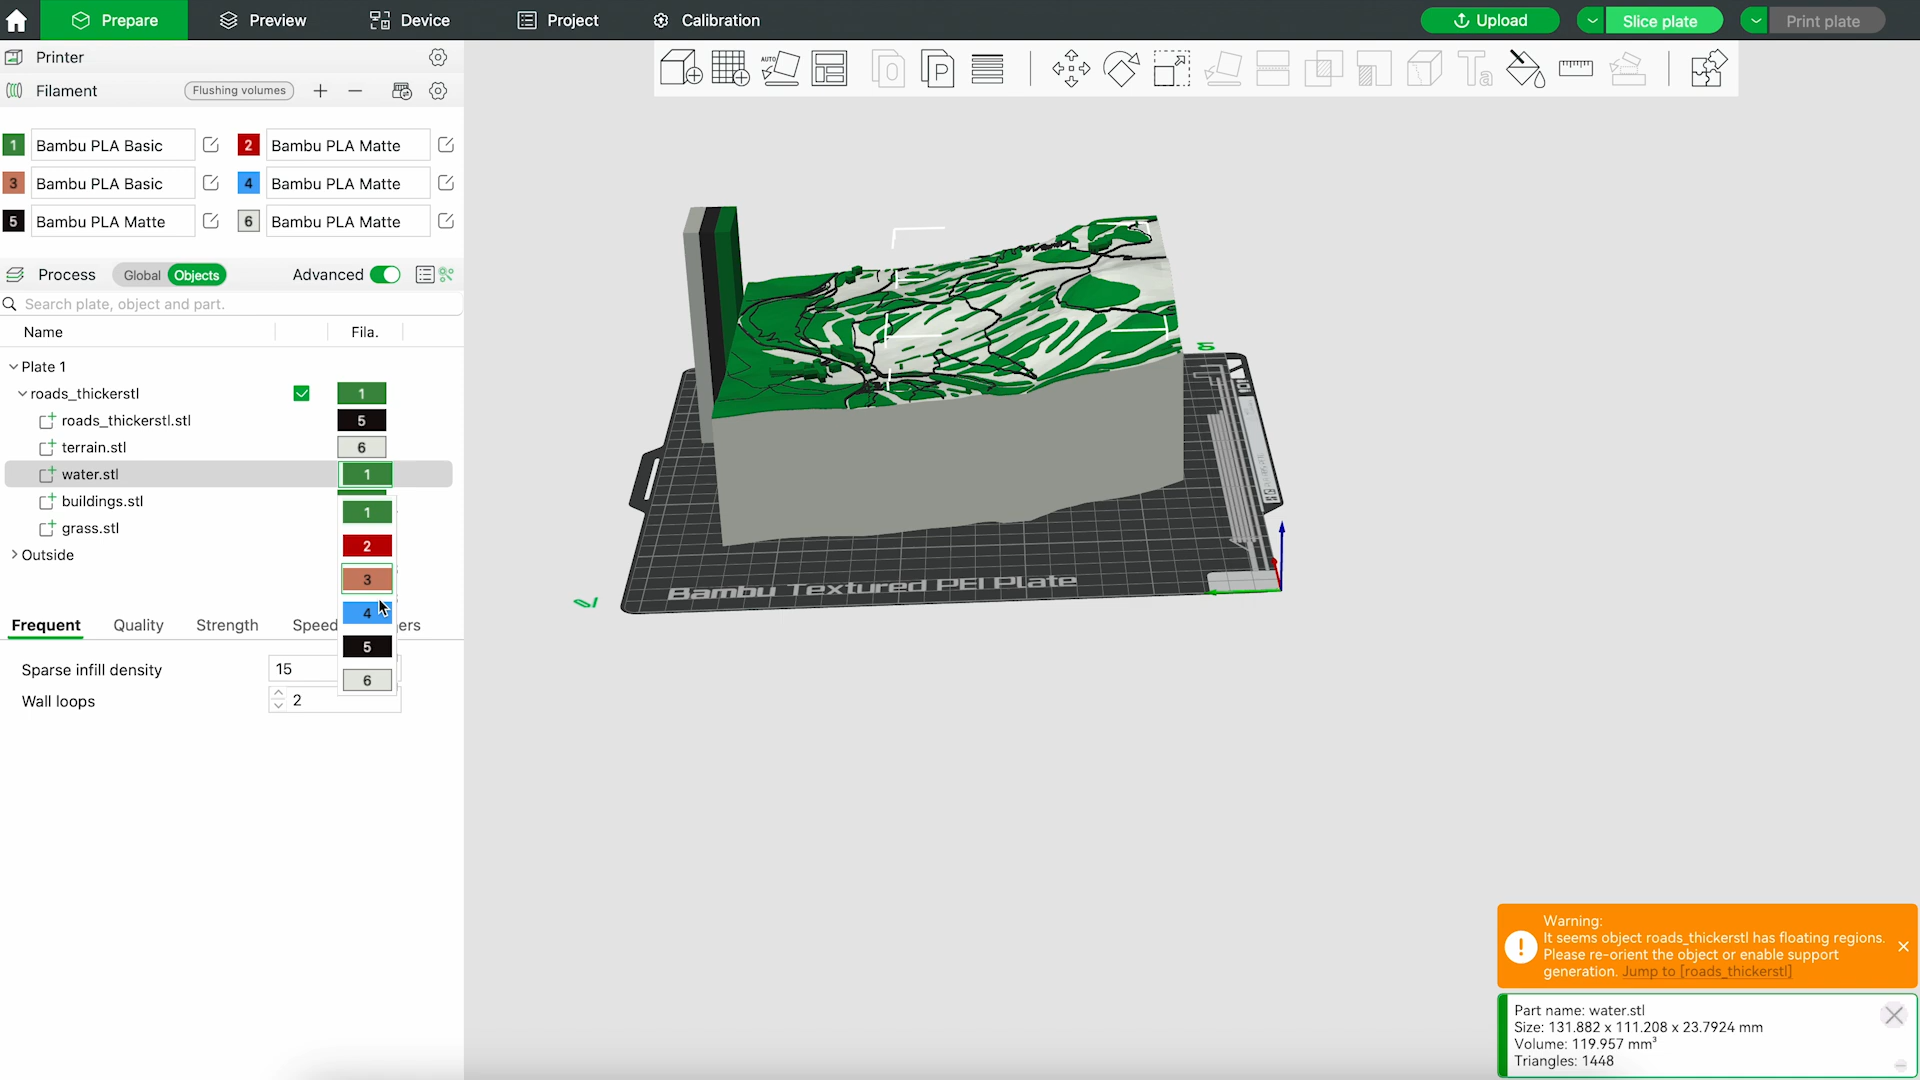 Prepare
Preview
Device
Project
Calibration
Upload
Slice plate
Print plate
Printer
Filament
Flushing volumes
AUTO
1 Bambu PLA Basic
2 Bambu PLA Matte
3 Bambu PLA Basic
4 Bambu PLA Matte
5 Bambu PLA Matte
6 Bambu PLA Matte
Process
Global
Objects
Advanced
Search plate, object and part.
Name
Fila.
Plate 1
roads_thickerstl
1
roads_thickerstl.stl
5
terrain.stl
6
water.stl
1
buildings.stl
1
grass.stl
2
Outside
3
4
5
6
Frequent
Quality
Strength
Speed
ers
Sparse infill density
15
Wall loops
2
Bambu Textured PEI Plate
Warning:
It seems object roads_thickerstl has floating regions.
Please re-orient the object or enable support
generation. Jump to [roads_thickerstl]
Part name: water.stl
Size: 131.882 x 111.208 x 23.7924 mm
Volume: 119.957 mm³
Triangles: 1448